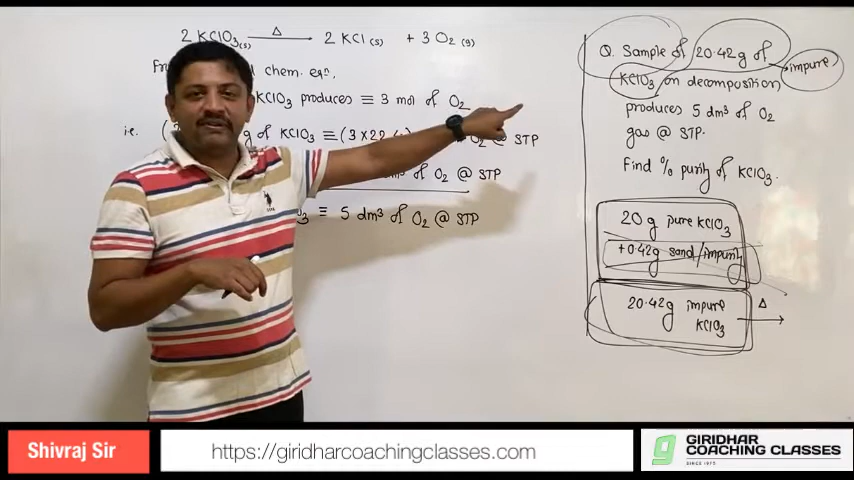 2 KClO3(s) Δ→ 2 KCl(s) + 3 O2(g)
chem. eqn,
KClO3 produces ≡ 3 mol of O2
i.e. g of KClO3 ≡ (3 × 22.4) O2 @ STP
of O2 @ STP
≡ 5 dm³ of O2 @ STP
Q. Sample of 20.42 g of impure
KClO3 on decomposition
produces 5 dm³ of O2
gas @ STP.
Find % purity of KClO3.
20 g pure KClO3
+ 0.42 g sand/impurity
20.42 g impure Δ→
KClO3
Shivraj Sir
https://giridharcoachingclasses.com
GIRIDHAR
COACHING CLASSES